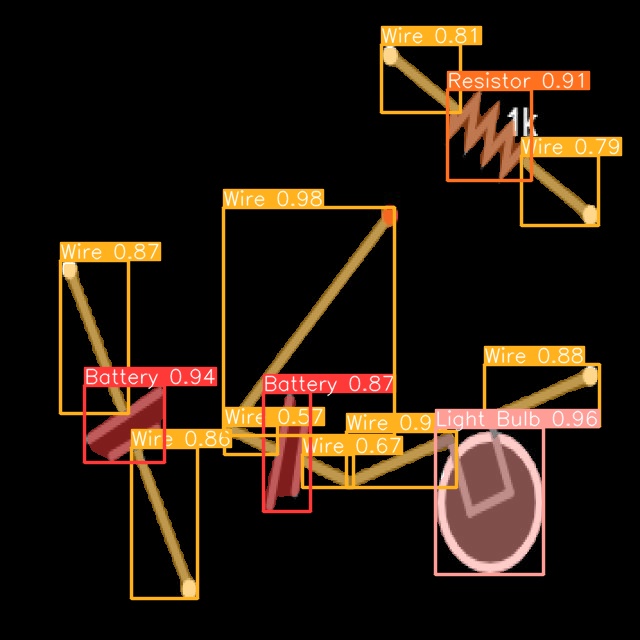 Wire 0.81
Resistor 0.91
1k
Wire 0.79
Wire 0.98
Wire 0.87
Wire 0.88
Battery 0.94
Battery 0.87
Wire 0.57
Wire 0.9
Light Bulb 0.96
Wire 0.86
Wire 0.67